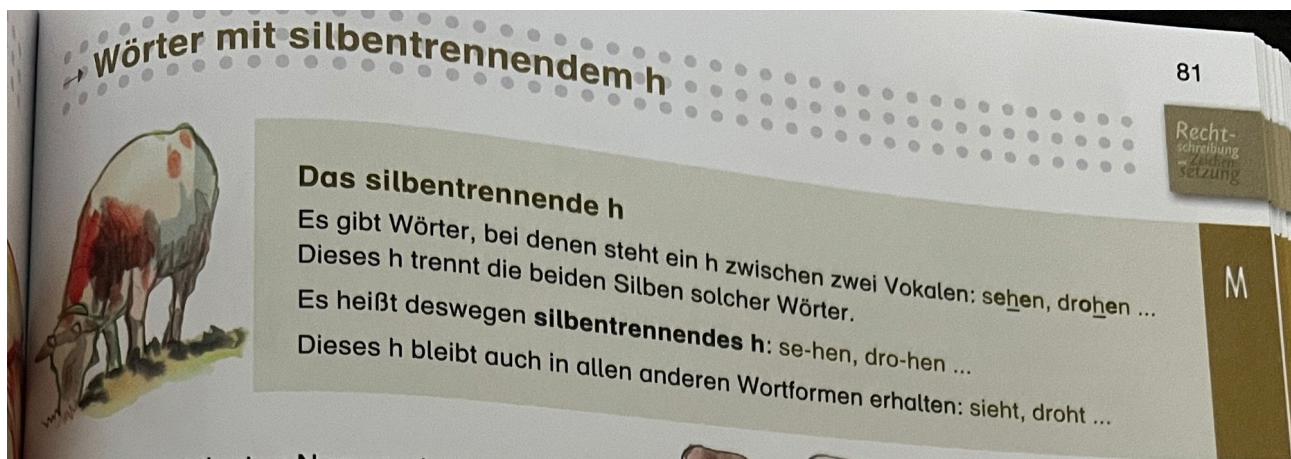 → Wörter mit silbentrennendem h
81
Recht-
schreibung
– Zeichen-
setzung
Das silbentrennende h
Es gibt Wörter, bei denen steht ein h zwischen zwei Vokalen: sehen, drohen ...
Dieses h trennt die beiden Silben solcher Wörter.
Es heißt deswegen silbentrennendes h: se-hen, dro-hen ...
Dieses h bleibt auch in allen anderen Wortformen erhalten: sieht, droht ...
M